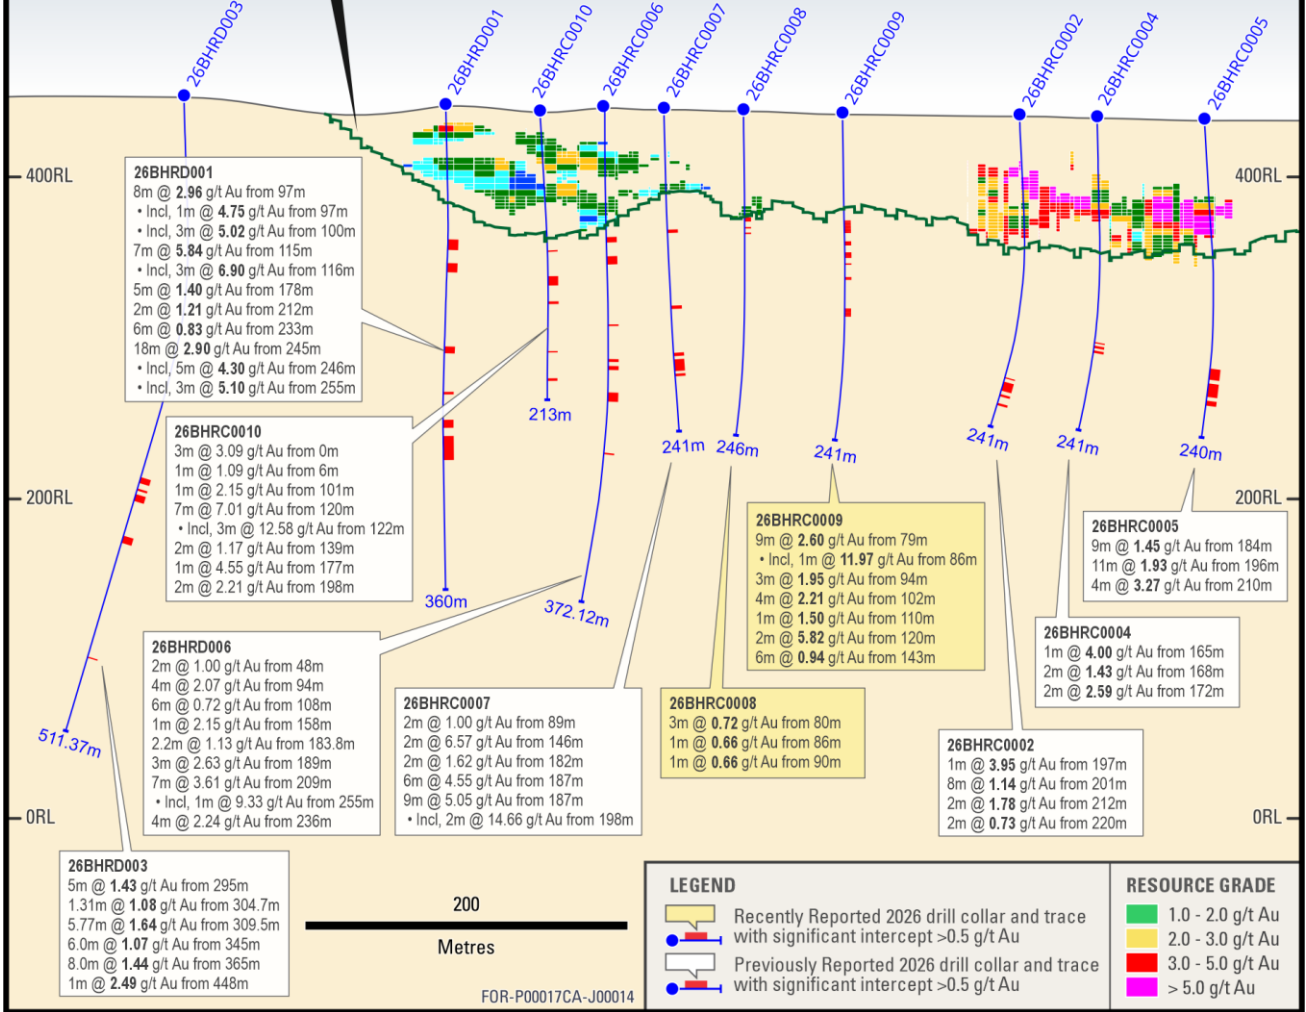 26BHRD003
26BHRD001
26BHRC0010
26BHRC0006
26BHRC0007
26BHRC0008
26BHRC0009
26BHRC0002
26BHRC0004
26BHRC0005
400RL
400RL
26BHRD001
8m @ 2.96 g/t Au from 97m
• Incl, 1m @ 4.75 g/t Au from 97m
• Incl, 3m @ 5.02 g/t Au from 100m
7m @ 5.84 g/t Au from 115m
• Incl, 3m @ 6.90 g/t Au from 116m
5m @ 1.40 g/t Au from 178m
2m @ 1.21 g/t Au from 212m
6m @ 0.83 g/t Au from 233m
18m @ 2.90 g/t Au from 245m
• Incl, 5m @ 4.30 g/t Au from 246m
• Incl, 3m @ 5.10 g/t Au from 255m
26BHRC0010
3m @ 3.09 g/t Au from 0m
1m @ 1.09 g/t Au from 6m
1m @ 2.15 g/t Au from 101m
7m @ 7.01 g/t Au from 120m
• Incl, 3m @ 12.58 g/t Au from 122m
2m @ 1.17 g/t Au from 139m
1m @ 4.55 g/t Au from 177m
2m @ 2.21 g/t Au from 198m
213m
241m
246m
241m
241m
241m
240m
200RL
200RL
360m
372.12m
511.37m
26BHRC0009
9m @ 2.60 g/t Au from 79m
• Incl, 1m @ 11.97 g/t Au from 86m
3m @ 1.95 g/t Au from 94m
4m @ 2.21 g/t Au from 102m
1m @ 1.50 g/t Au from 110m
2m @ 5.82 g/t Au from 120m
6m @ 0.94 g/t Au from 143m
26BHRC0005
9m @ 1.45 g/t Au from 184m
11m @ 1.93 g/t Au from 196m
4m @ 3.27 g/t Au from 210m
26BHRC0004
1m @ 4.00 g/t Au from 165m
2m @ 1.43 g/t Au from 168m
2m @ 2.59 g/t Au from 172m
26BHRD006
2m @ 1.00 g/t Au from 48m
4m @ 2.07 g/t Au from 94m
6m @ 0.72 g/t Au from 108m
1m @ 2.15 g/t Au from 158m
2.2m @ 1.13 g/t Au from 183.8m
3m @ 2.63 g/t Au from 189m
7m @ 3.61 g/t Au from 209m
• Incl, 1m @ 9.33 g/t Au from 255m
4m @ 2.24 g/t Au from 236m
26BHRC0007
2m @ 1.00 g/t Au from 89m
2m @ 6.57 g/t Au from 146m
2m @ 1.62 g/t Au from 182m
6m @ 4.55 g/t Au from 187m
9m @ 5.05 g/t Au from 187m
• Incl, 2m @ 14.66 g/t Au from 198m
26BHRC0008
3m @ 0.72 g/t Au from 80m
1m @ 0.66 g/t Au from 86m
1m @ 0.66 g/t Au from 90m
26BHRC0002
1m @ 3.95 g/t Au from 197m
8m @ 1.14 g/t Au from 201m
2m @ 1.78 g/t Au from 212m
2m @ 0.73 g/t Au from 220m
0RL
0RL
26BHRD003
5m @ 1.43 g/t Au from 295m
1.31m @ 1.08 g/t Au from 304.7m
5.77m @ 1.64 g/t Au from 309.5m
6.0m @ 1.07 g/t Au from 345m
8.0m @ 1.44 g/t Au from 365m
1m @ 2.49 g/t Au from 448m
200
Metres
FOR-P00017CA-J00014
LEGEND
Recently Reported 2026 drill collar and trace
with significant intercept >0.5 g/t Au
Previously Reported 2026 drill collar and trace
with significant intercept >0.5 g/t Au
RESOURCE GRADE
1.0 - 2.0 g/t Au
2.0 - 3.0 g/t Au
3.0 - 5.0 g/t Au
> 5.0 g/t Au